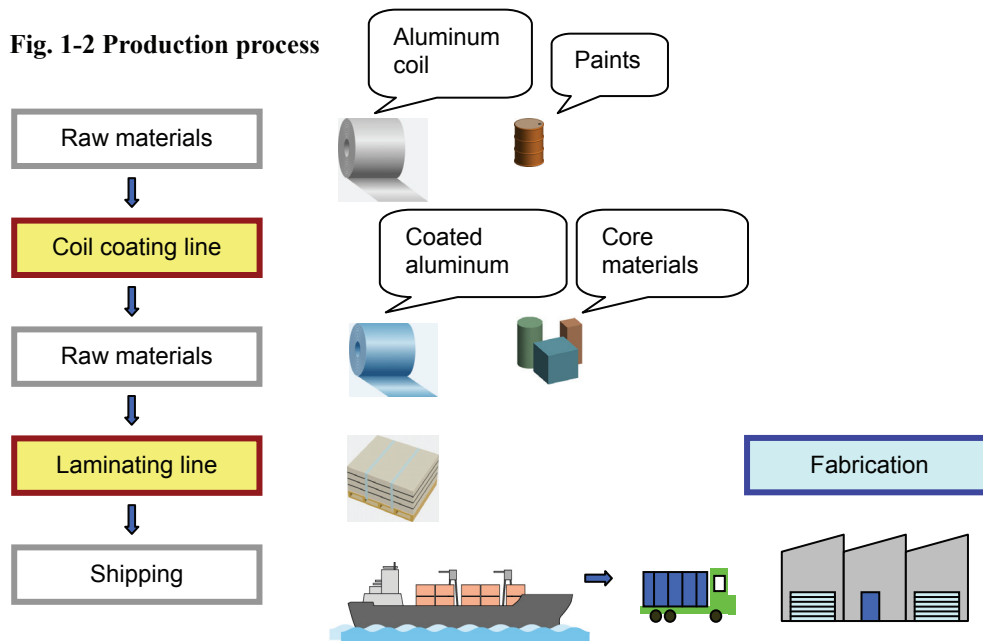 Fig. 1-2 Production process
Aluminum
coil
Paints
Raw materials
Coil coating line
Coated
aluminum
Core
materials
Raw materials
Laminating line
Fabrication
Shipping